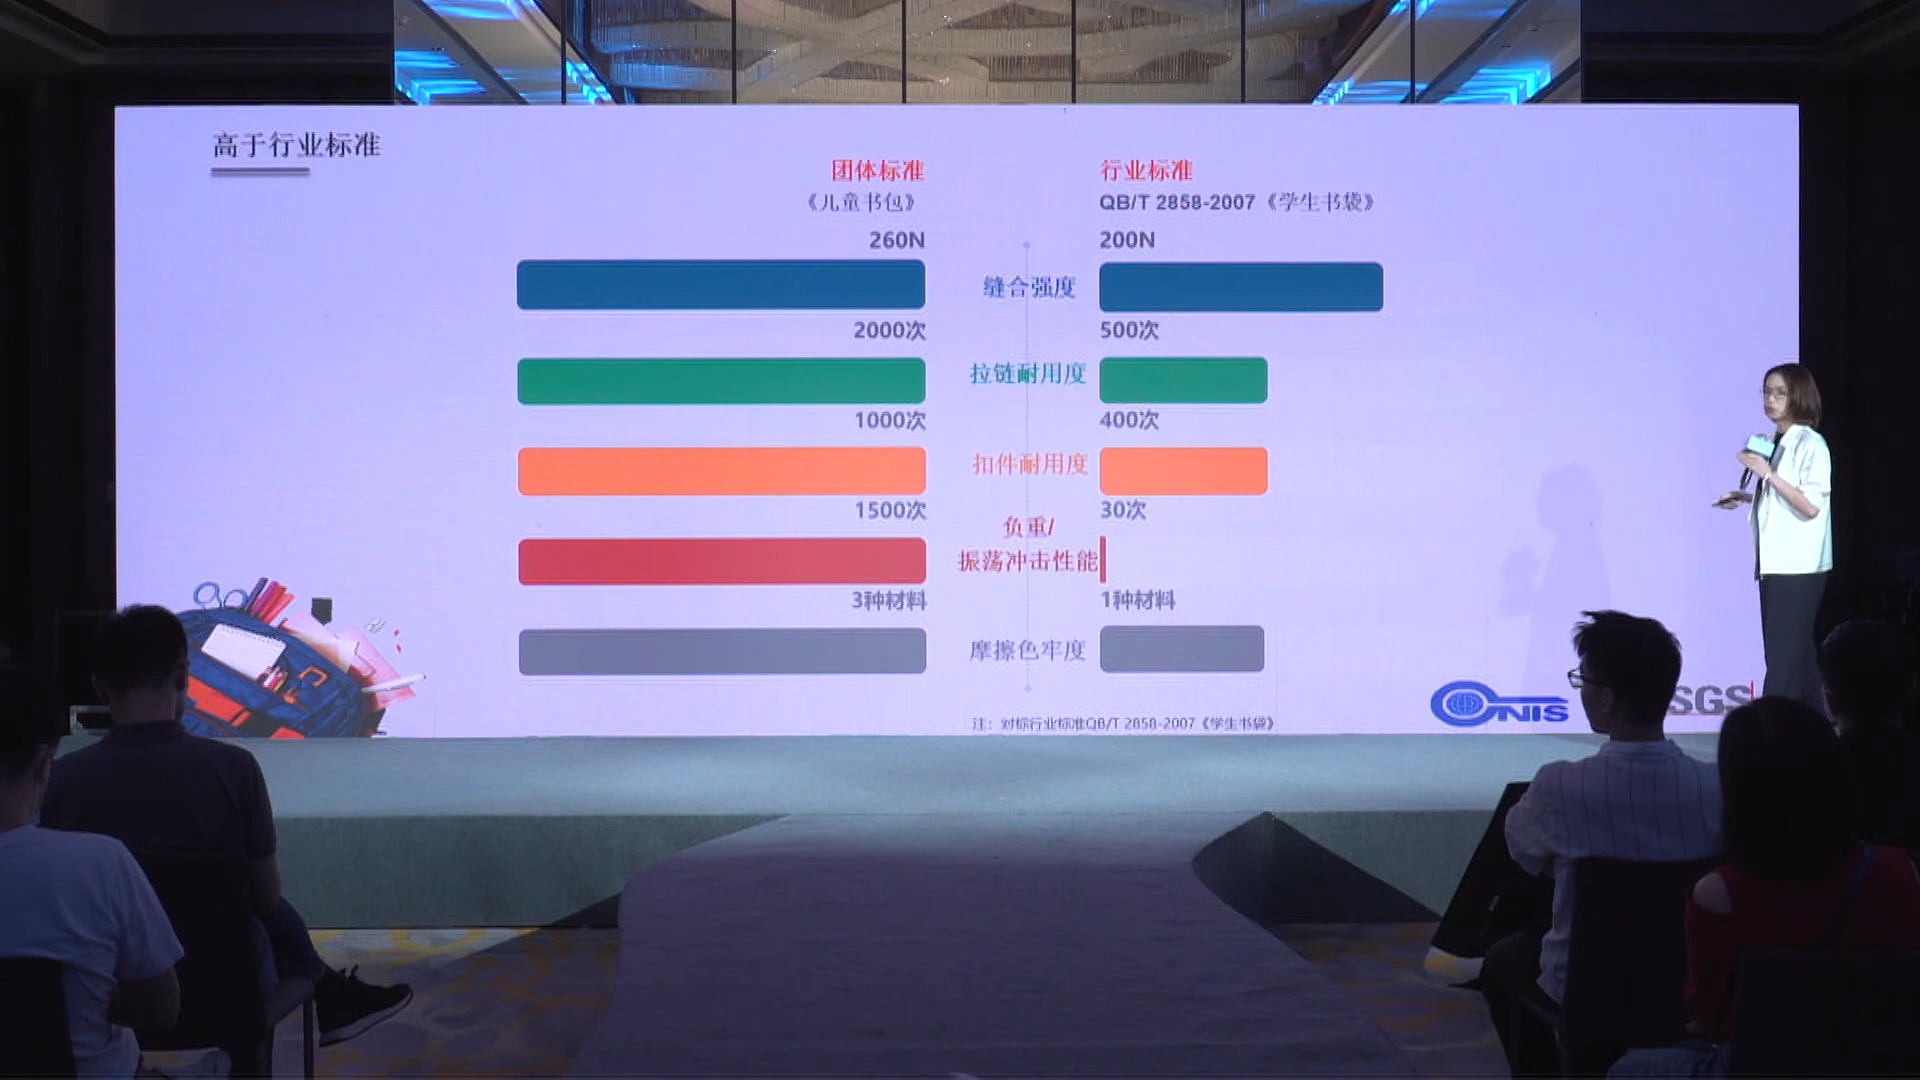 高于行业标准
团体标准
《儿童书包》
行业标准
QB/T 2858-2007《学生书袋》
260N
200N
缝合强度
2000次
500次
拉链耐用度
1000次
400次
扣件耐用度
1500次
30次
负重/
振荡冲击性能
3种材料
1种材料
摩擦色牢度
注：对标行业标准QB/T 2858-2007《学生书袋》
ONIS
SGS